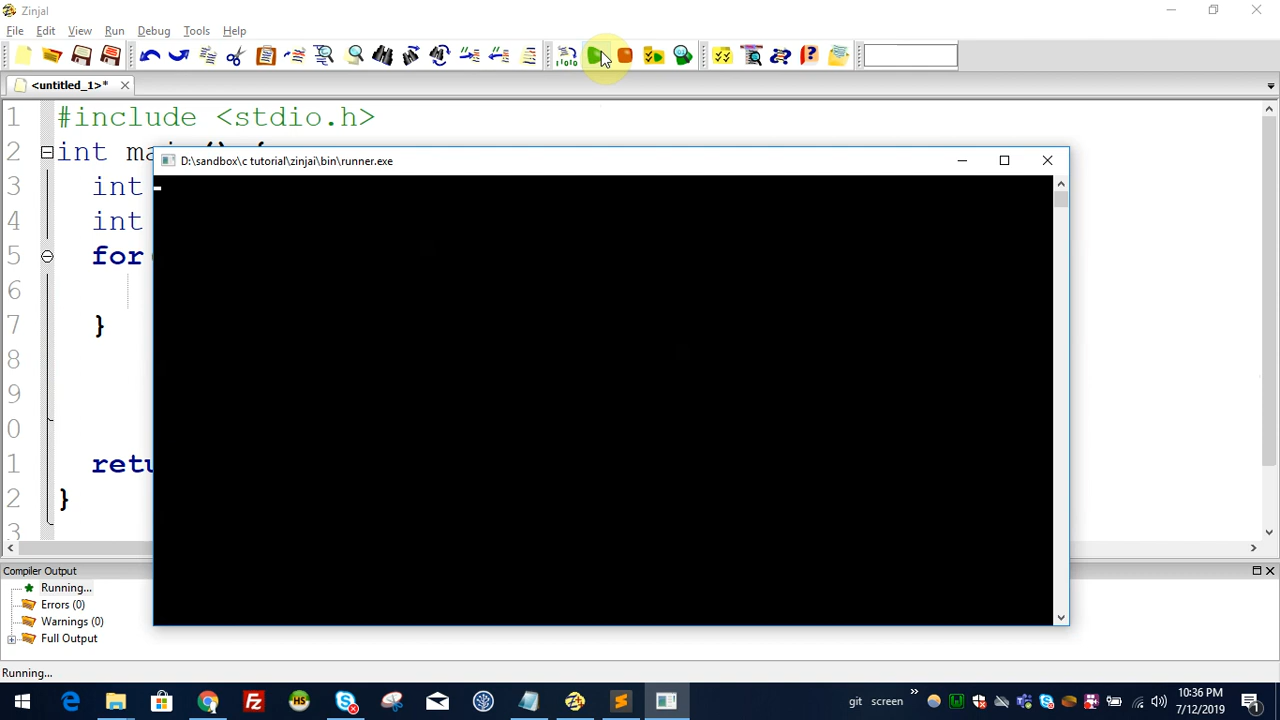 Zinjal
File Edit View Run Debug Tools Help
<untitled_1>*
1 #include <stdio.h>
2 int main() {
D:\sandbox\c tutorial\zinjai\bin\runner.exe
3 int
4 int
5 for
6
7 }
8
9
0
1 retu
2 }
3
Compiler Output
Running...
Errors (0)
Warnings (0)
Full Output
Running...
git screen » 10:36 PM
7/12/2019